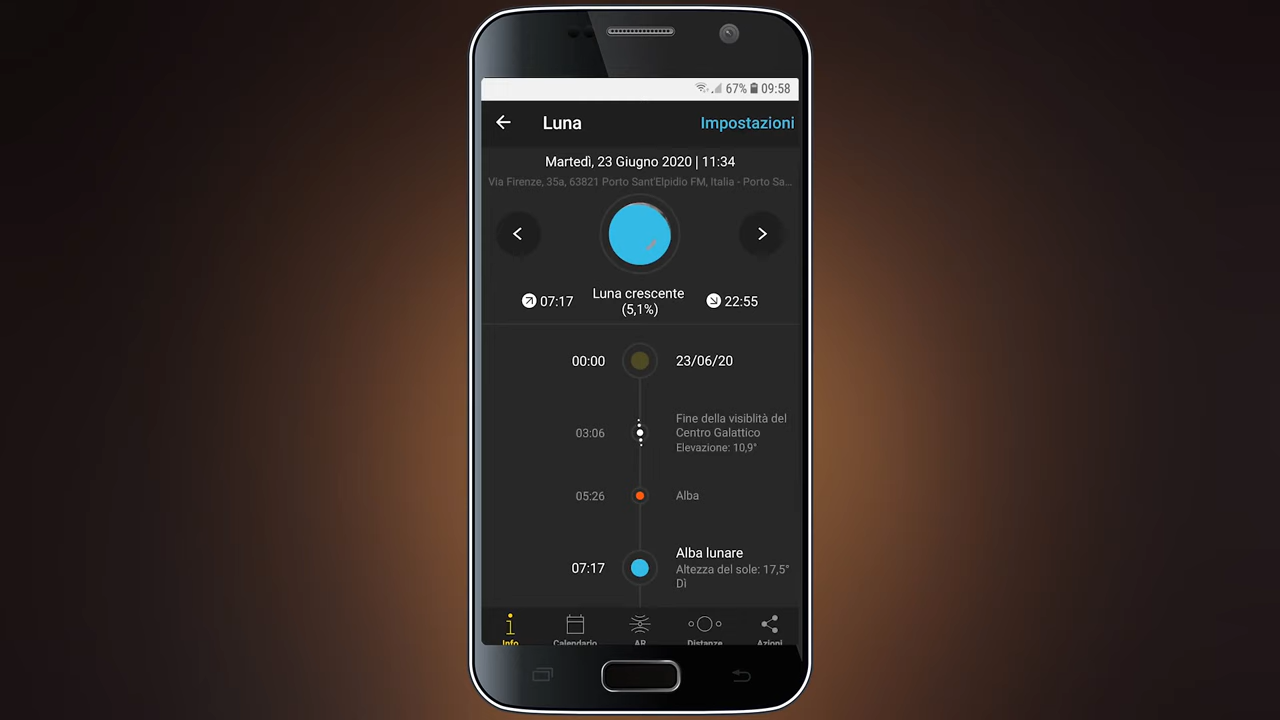 67% 09:58
Luna Impostazioni
Martedì, 23 Giugno 2020 | 11:34
Via Firenze, 35a, 63821 Porto Sant'Elpidio FM, Italia - Porto Sa...
07:17 Luna crescente 22:55
(5,1%)
00:00 23/06/20
Fine della visiblità del
03:06 Centro Galattico
Elevazione: 10,9°
05:26 Alba
Alba lunare
07:17 Altezza del sole: 17,5°
Dì
Info Calendario AR Distanze Azioni